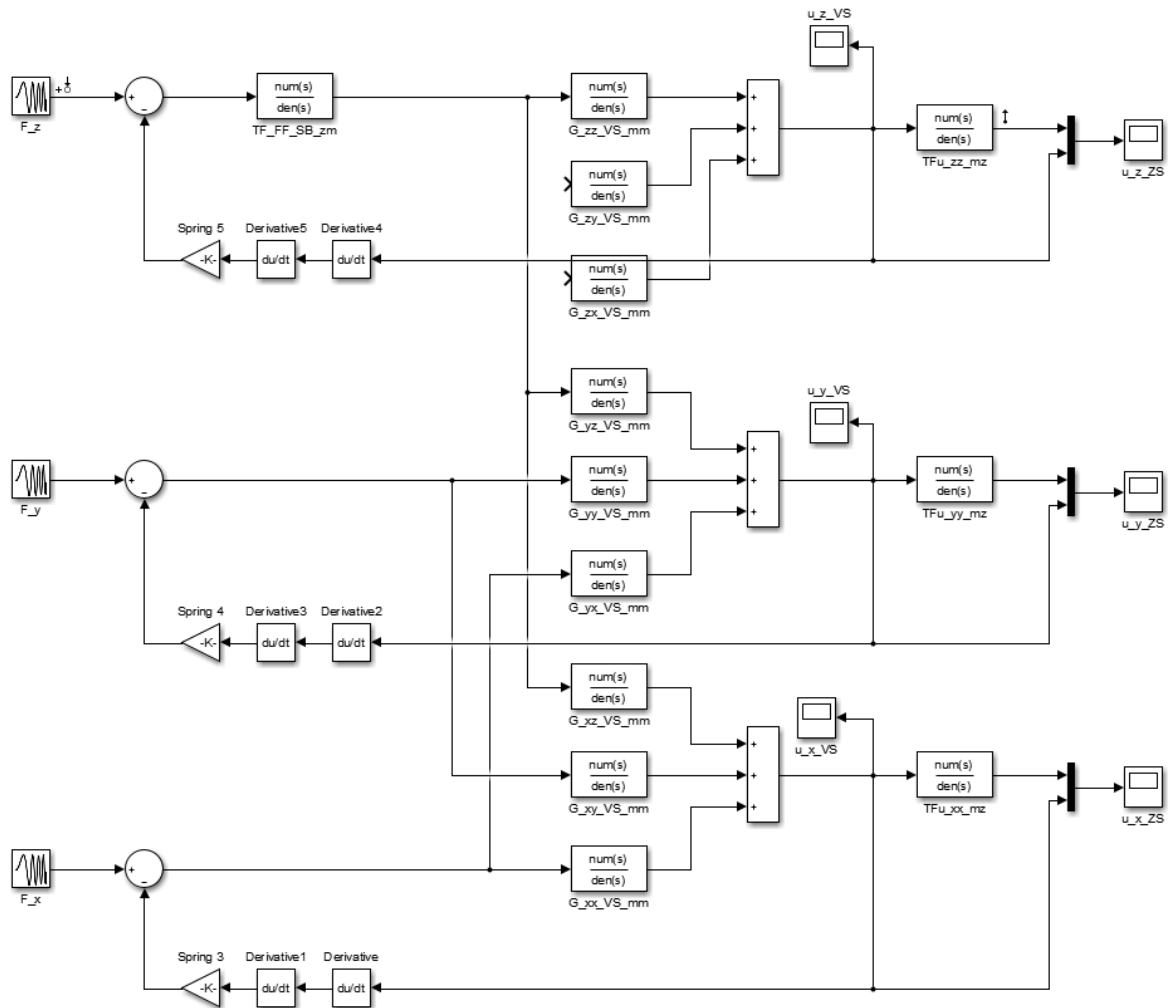 u_z_VS
F_z
+
−
num(s)
den(s)
TF_FF_SB_zm
num(s)
den(s)
G_zz_VS_mm
+
+
+
num(s)
den(s)
TFu_zz_mz
u_z_ZS
num(s)
den(s)
G_zy_VS_mm
Spring 5
Derivative5
Derivative4
-K-
du/dt
du/dt
num(s)
den(s)
G_zx_VS_mm
num(s)
den(s)
G_yz_VS_mm
u_y_VS
F_y
+
−
num(s)
den(s)
G_yy_VS_mm
+
+
+
num(s)
den(s)
TFu_yy_mz
u_y_ZS
num(s)
den(s)
G_yx_VS_mm
Spring 4
Derivative3
Derivative2
-K-
du/dt
du/dt
num(s)
den(s)
G_xz_VS_mm
u_x_VS
num(s)
den(s)
G_xy_VS_mm
+
+
+
num(s)
den(s)
TFu_xx_mz
u_x_ZS
F_x
+
−
num(s)
den(s)
G_xx_VS_mm
Spring 3
Derivative1
Derivative
-K-
du/dt
du/dt